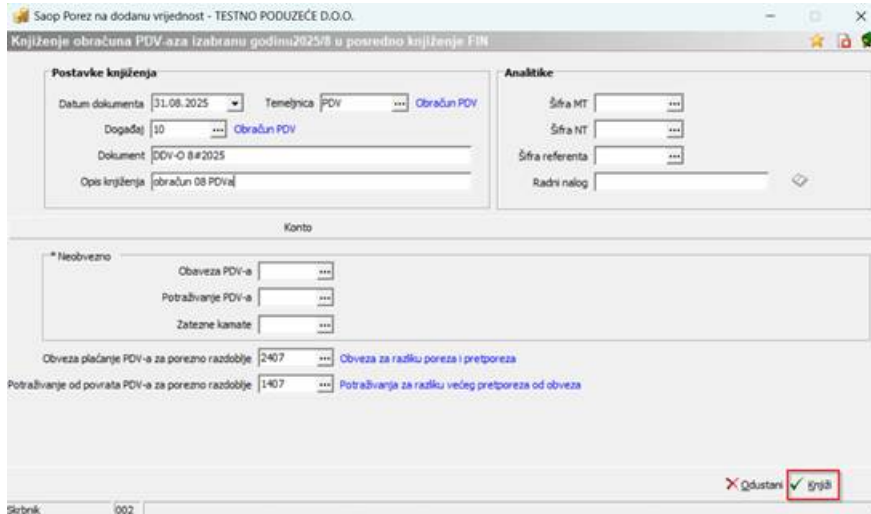 Saop Porez na dodanu vrijednost - TESTNO PODUZEĆE D.O.O.
Knjiženje obračuna PDV-aza izabranu godinu2025/8 u posredno knjiženje FIN
Postavke knjiženja
Datum dokumenta 31.08.2025 Temeljnica PDV ... Obračun PDV
Događaj 10 ... Obračun PDV
Dokument DDV-O 8#2025
Opis knjiženja obračun 08 PDVa
Analitike
Šifra MT ...
Šifra NT ...
Šifra referenta ...
Radni nalog
Konto
* Neobvezno
Obaveza PDV-a ...
Potraživanje PDV-a ...
Zatezne kamate ...
Obveza plaćanje PDV-a za porezno razdoblje 2407 ... Obveza za razliku poreza i pretporeza
Potraživanje od povrata PDV-a za porezno razdoblje 1407 ... Potraživanja za razliku većeg pretporeza od obveza
Odustani Knjiži
Skrbnik 002